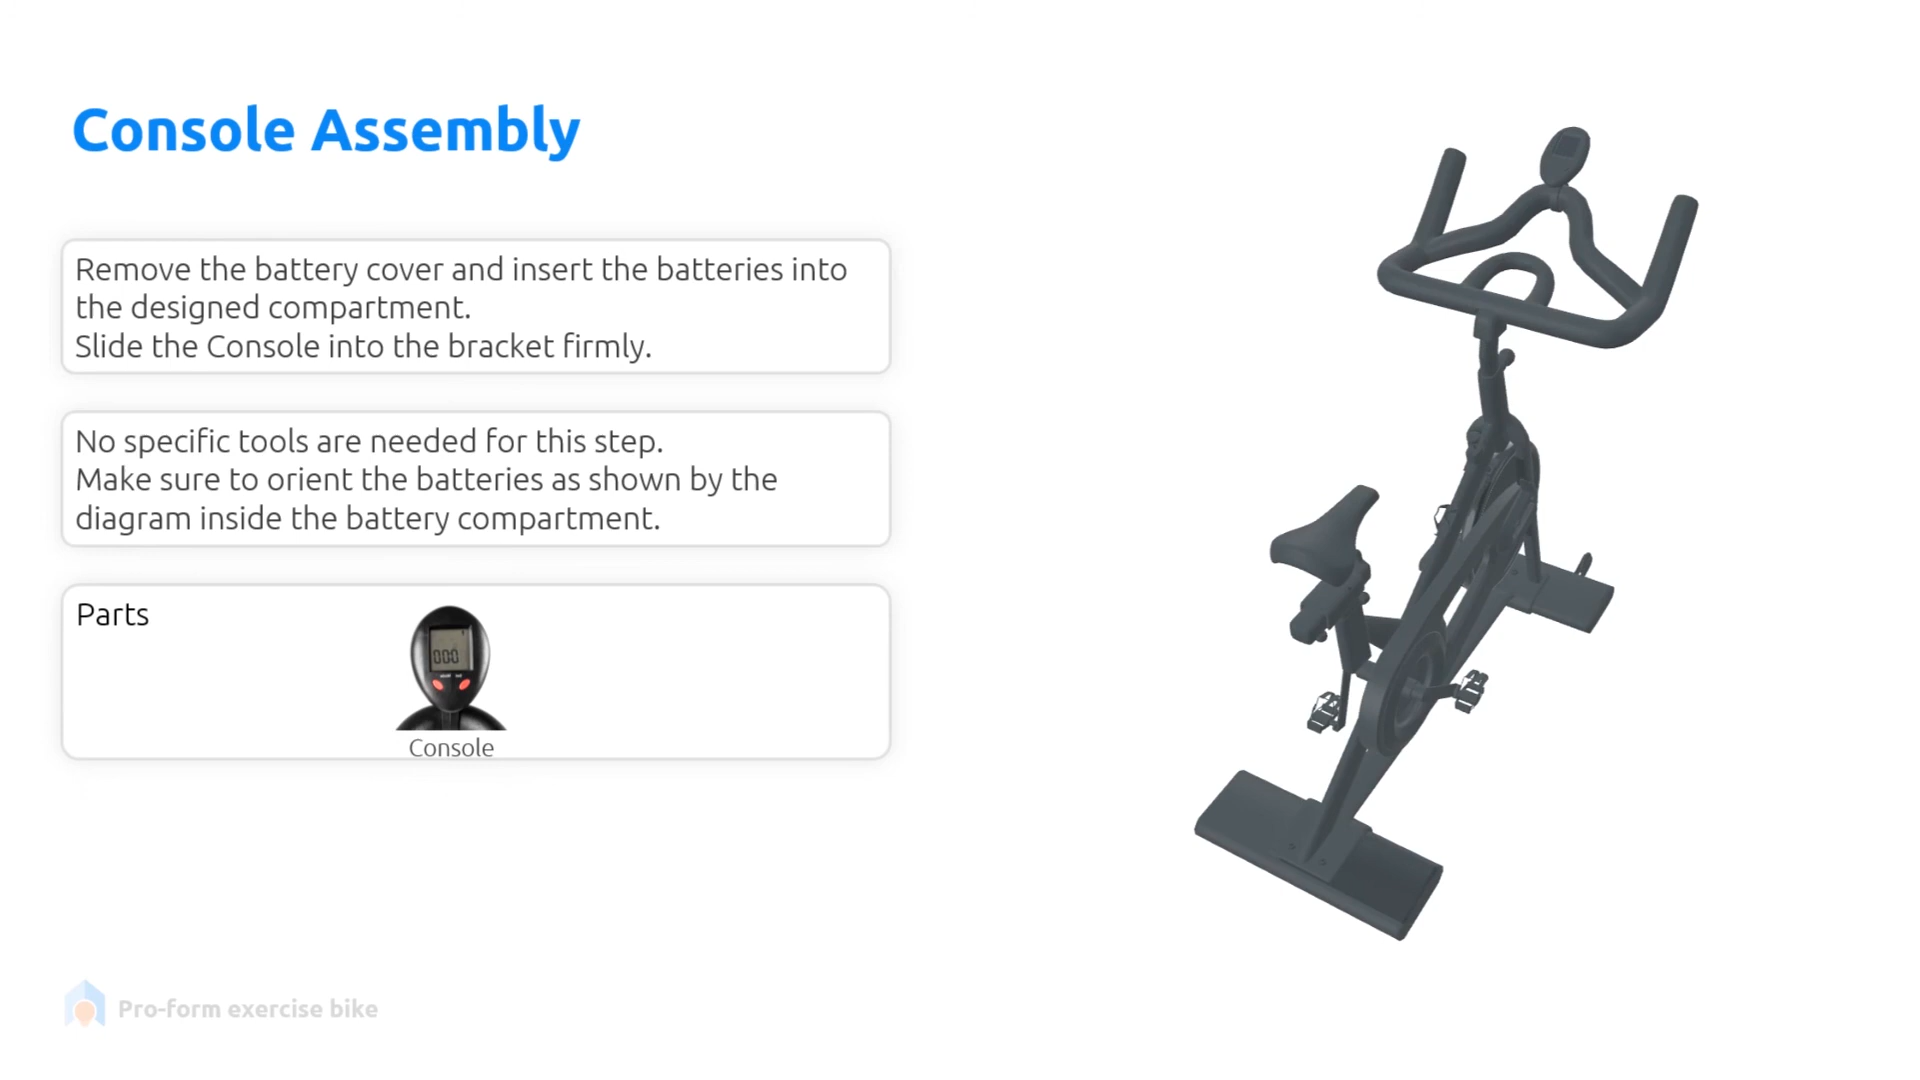 Console Assembly
Remove the battery cover and insert the batteries into
the designed compartment.
Slide the Console into the bracket firmly.
No specific tools are needed for this step.
Make sure to orient the batteries as shown by the
diagram inside the battery compartment.
Parts
000
Console
Pro-form exercise bike